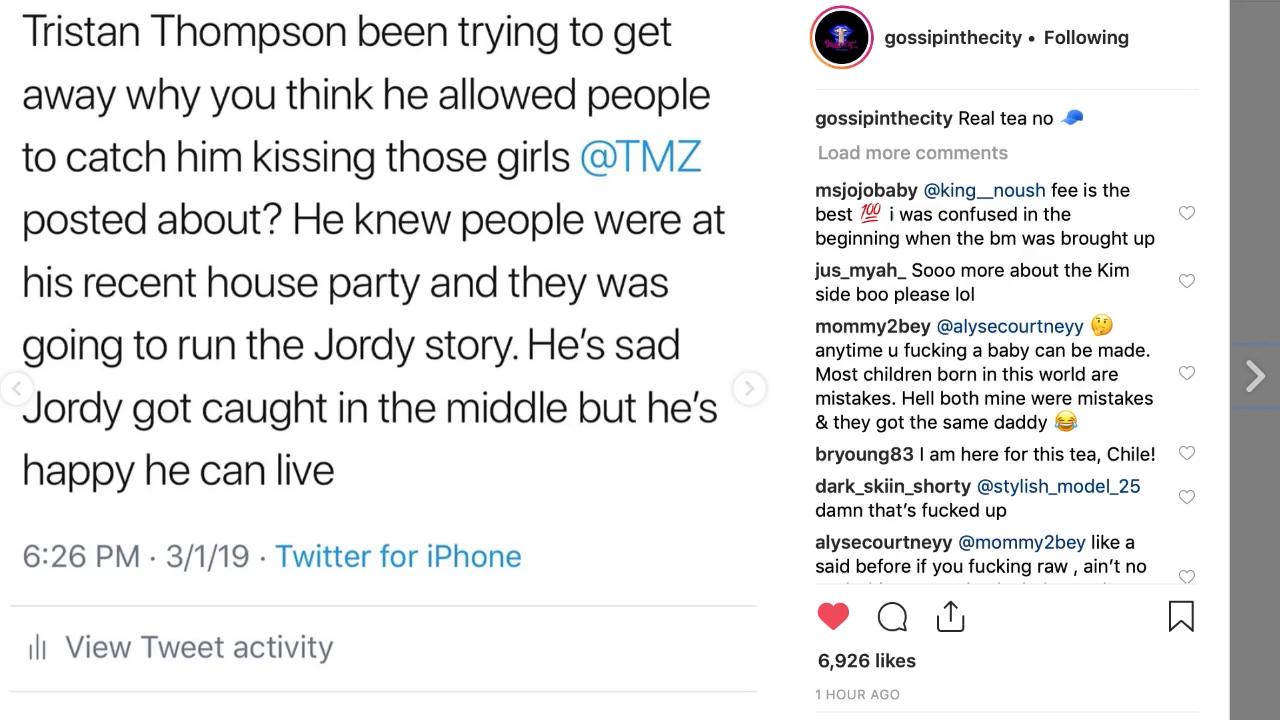 Tristan Thompson been trying to get
away why you think he allowed people
to catch him kissing those girls @TMZ
posted about? He knew people were at
his recent house party and they was
going to run the Jordy story. He's sad
Jordy got caught in the middle but he's
happy he can live
6:26 PM · 3/1/19 · Twitter for iPhone
View Tweet activity
gossipinthecity • Following
gossipinthecity Real tea no 🧢
Load more comments
msjojobaby @king__noush fee is the
best 💯 i was confused in the
beginning when the bm was brought up
jus_myah_ Sooo more about the Kim
side boo please lol
mommy2bey @alysecourtneyy 🤔
anytime u fucking a baby can be made.
Most children born in this world are
mistakes. Hell both mine were mistakes
& they got the same daddy 😂
bryoung83 I am here for this tea, Chile!
dark_skiin_shorty @stylish_model_25
damn that's fucked up
alysecourtneyy @mommy2bey like a
said before if you fucking raw , ain't no
6,926 likes
1 HOUR AGO